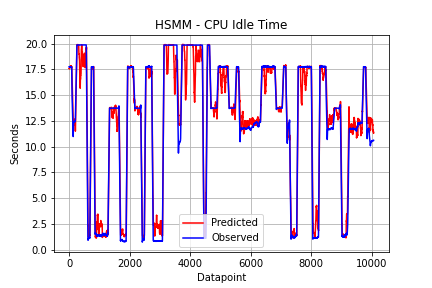 HSMM - CPU Idle Time
20.0
17.5
15.0
12.5
10.0
7.5
5.0
2.5
0.0
Seconds
Predicted
Observed
0 2000 4000 6000 8000 10000
Datapoint